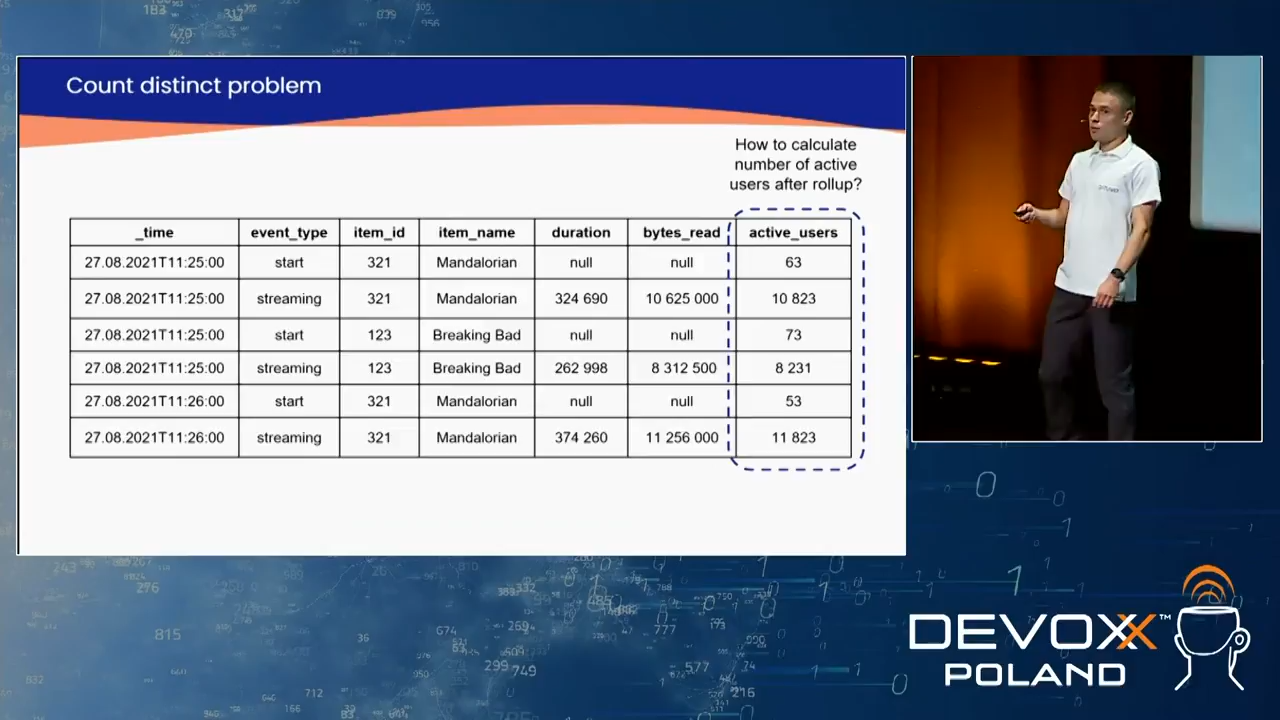 Count distinct problem
How to calculate
number of active
users after rollup?
_time event_type item_id item_name duration bytes_read active_users
27.08.2021T11:25:00 start 321 Mandalorian null null 63
27.08.2021T11:25:00 streaming 321 Mandalorian 324 690 10 625 000 10 823
27.08.2021T11:25:00 start 123 Breaking Bad null null 73
27.08.2021T11:25:00 streaming 123 Breaking Bad 262 998 8 312 500 8 231
27.08.2021T11:26:00 start 321 Mandalorian null null 53
27.08.2021T11:26:00 streaming 321 Mandalorian 374 260 11 256 000 11 823
DEVOXX™
POLAND